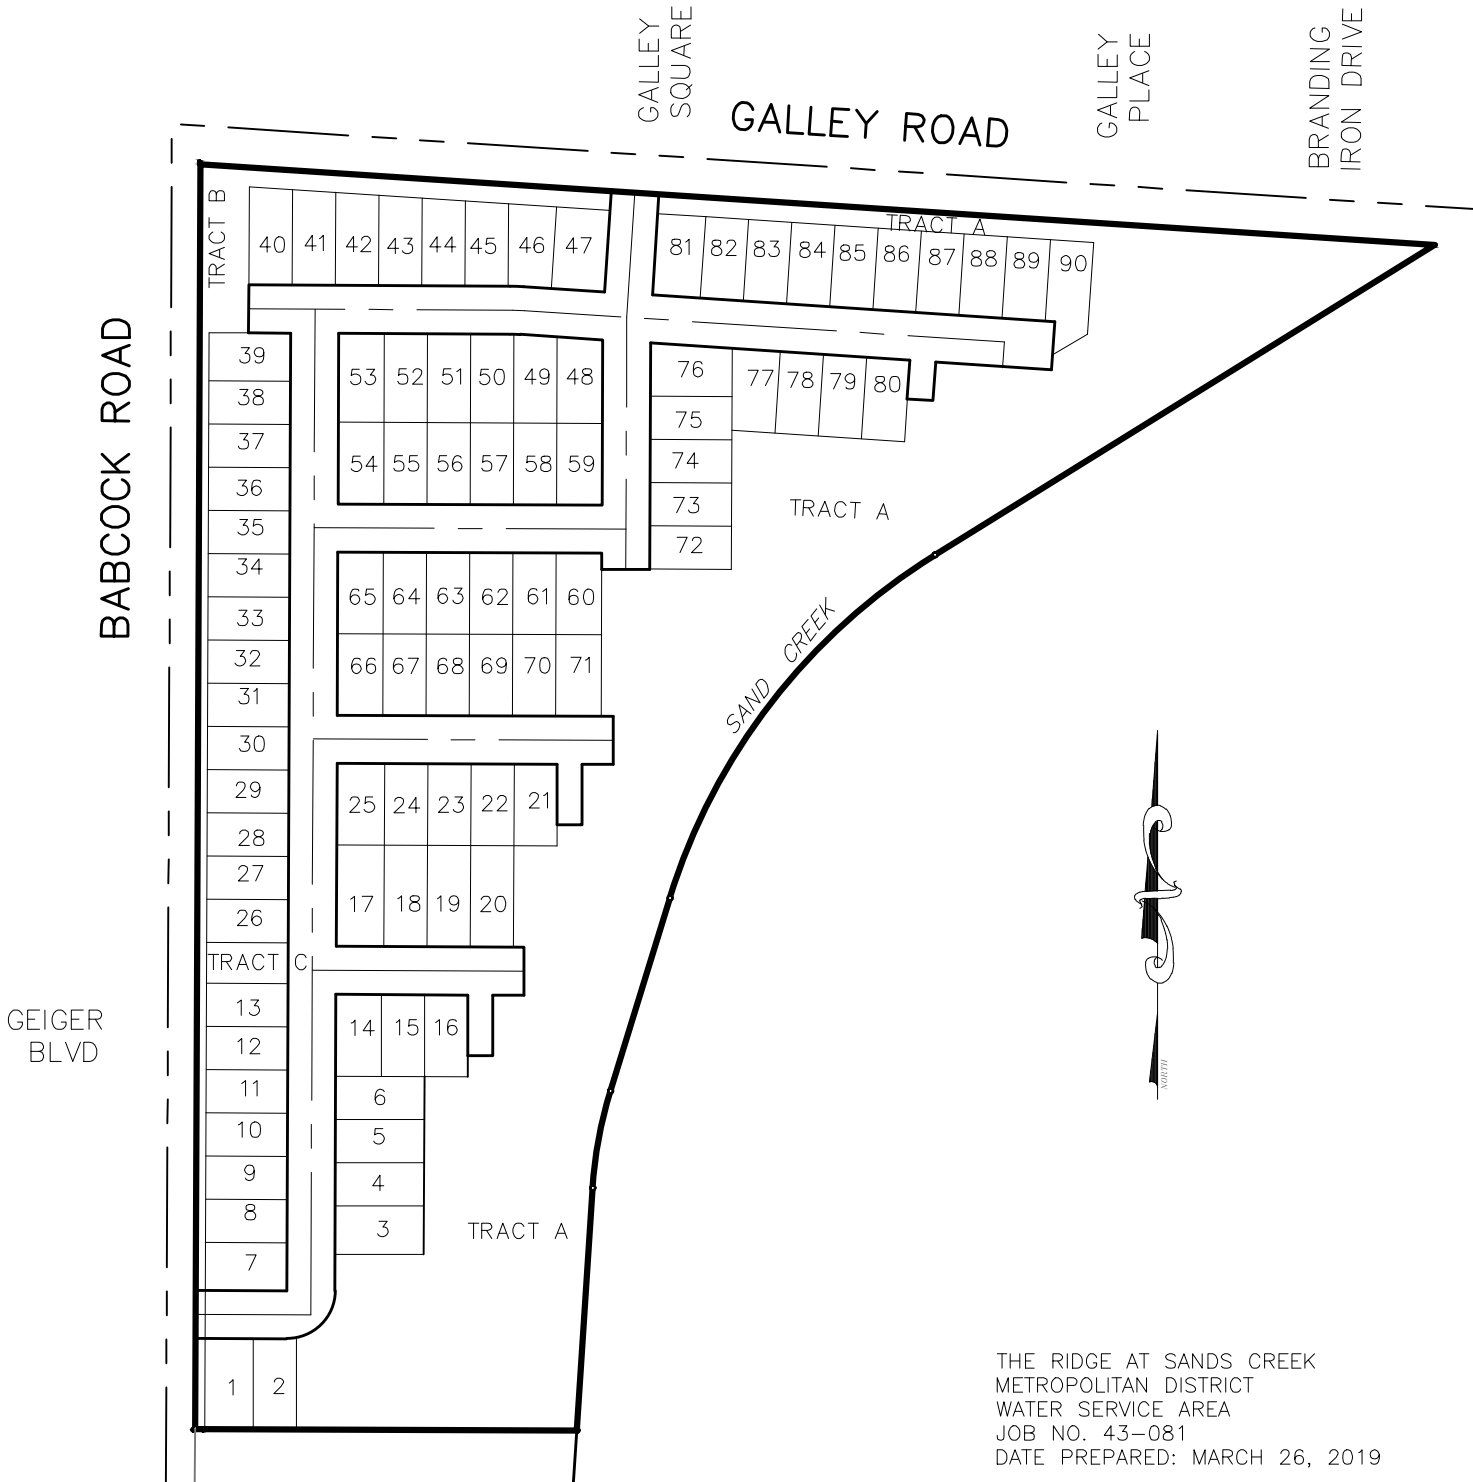 GALLEY
SQUARE
GALLEY
PLACE
BRANDING
IRON DRIVE
GALLEY ROAD
BABCOCK ROAD
TRACT B
40 41 42 43 44 45 46 47
TRACT A
81 82 83 84 85 86 87 88 89 90
39
38
37
36
35
34
33
32
31
30
29
28
27
26
TRACT C
13
12
11
10
9
8
7
53 52 51 50 49 48
54 55 56 57 58 59
76
75
74
73
72
77 78 79 80
TRACT A
65 64 63 62 61 60
66 67 68 69 70 71
SAND CREEK
25 24 23 22 21
17 18 19 20
14 15 16
6
5
4
3
TRACT A
1 2
GEIGER
BLVD
NORTH
THE RIDGE AT SANDS CREEK
METROPOLITAN DISTRICT
WATER SERVICE AREA
JOB NO. 43-081
DATE PREPARED: MARCH 26, 2019